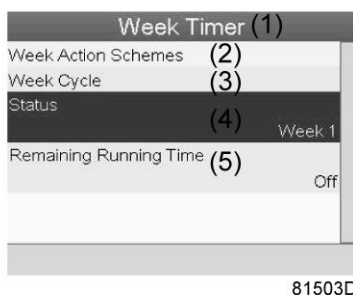 Week Timer (1)
Week Action Schemes (2)
Week Cycle (3)
Status
(4)
Week 1
Remaining Running Time (5)
Off
81503D